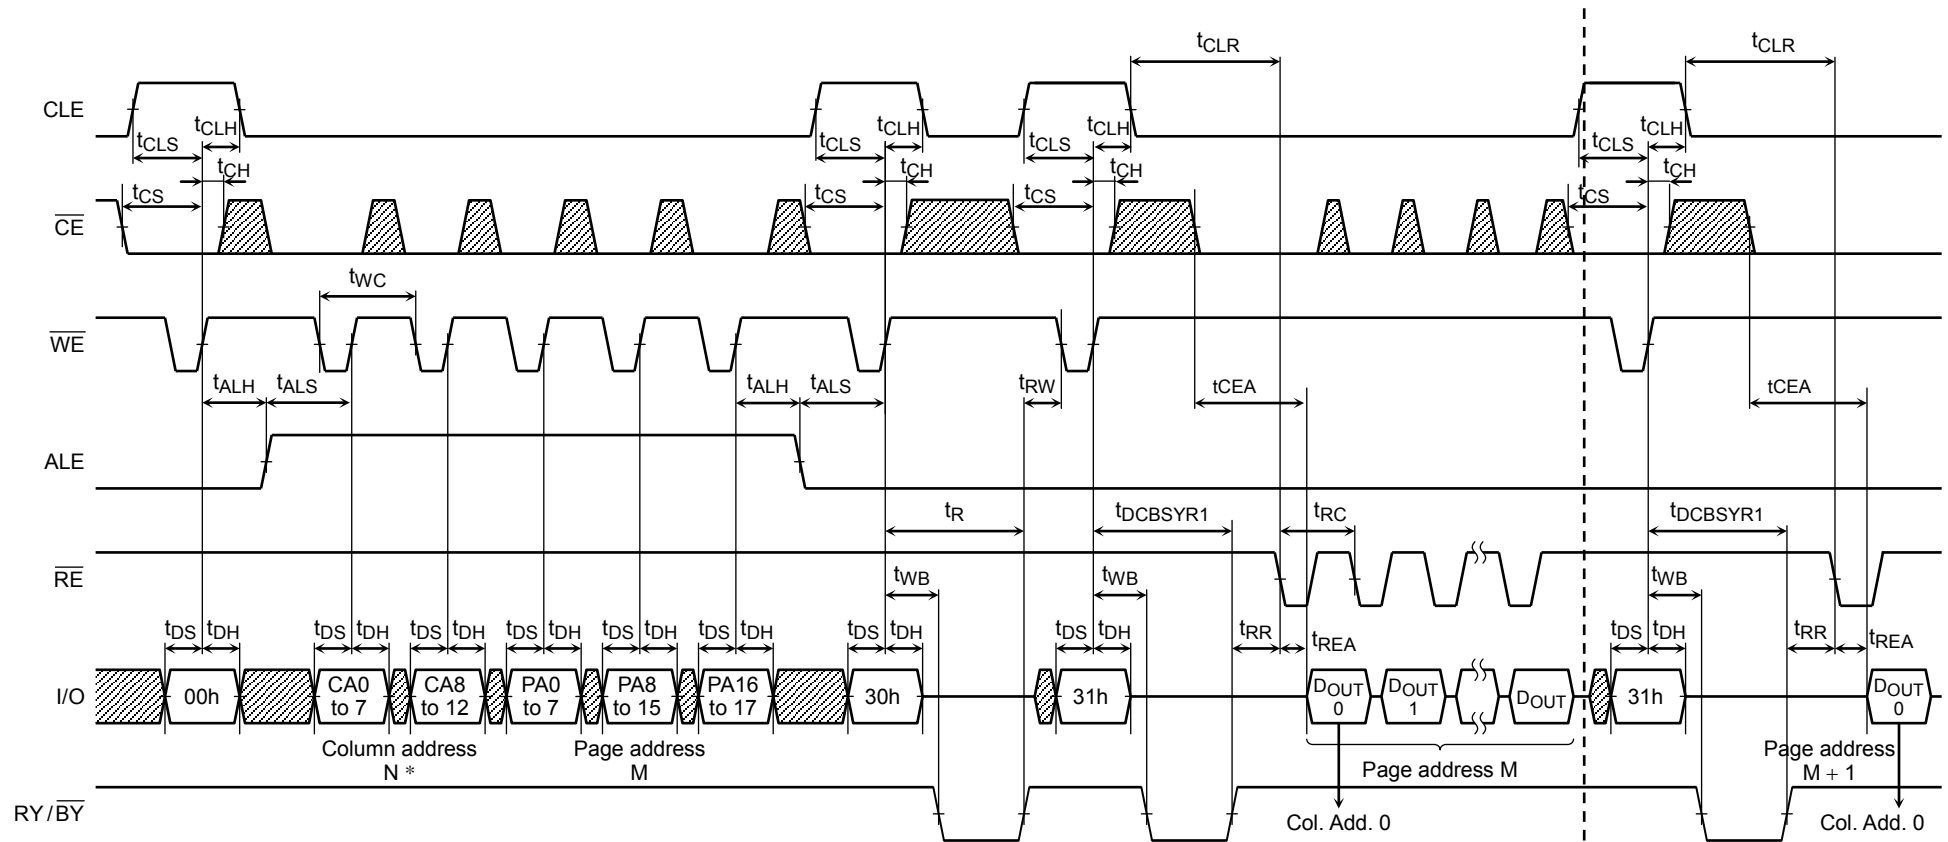 tCLR tCLR
CLE
tCLS tCLH tCLS tCLH tCLS tCLH tCLS tCLH
tCS tCH tCS tCH tCS tCH tCS tCH
CE
tWC
WE
tALH tALS tALH tALS tRW tCEA tCEA
ALE
tR tDCBSYR1 tRC tDCBSYR1
RE
tWB tWB tWB
tDS tDH tDS tDH tDS tDH tDS tDH tDS tDH tDS tDH tDS tDH tDS tDH tRR tREA tDS tDH tRR tREA
I/O 00h CA0 to 7 CA8 to 12 PA0 to 7 PA8 to 15 PA16 to 17 30h 31h DOUT 0 DOUT 1 DOUT 31h DOUT 0
Column address N *
Page address M
Page address M
Page address M + 1
RY/BY
Col. Add. 0 Col. Add. 0